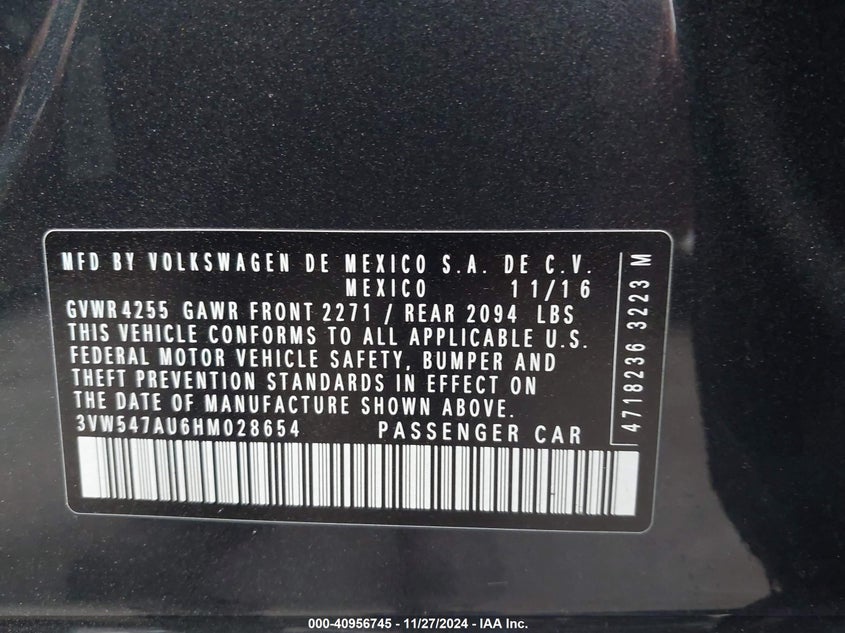 MFD BY VOLKSWAGEN DE MEXICO S.A. DE C.V.
MEXICO 11/16
GVWR 4255 GAWR FRONT 2271 / REAR 2094 LBS
THIS VEHICLE CONFORMS TO ALL APPLICABLE U.S.
FEDERAL MOTOR VEHICLE SAFETY, BUMPER AND
THEFT PREVENTION STANDARDS IN EFFECT ON
THE DATE OF MANUFACTURE SHOWN ABOVE.
3VW547AU6HM028654 PASSENGER CAR
4718236 3223 M
000-40956745 - 11/27/2024 - IAA Inc.